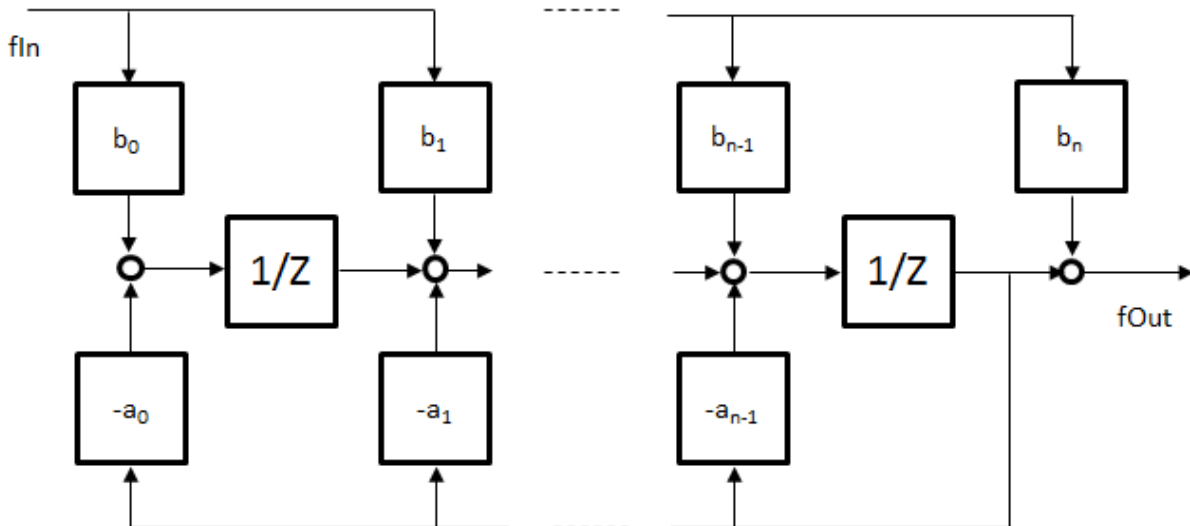 fIn
b₀ b₁ bₙ₋₁ bₙ
1/Z 1/Z
fOut
-a₀ -a₁ -aₙ₋₁